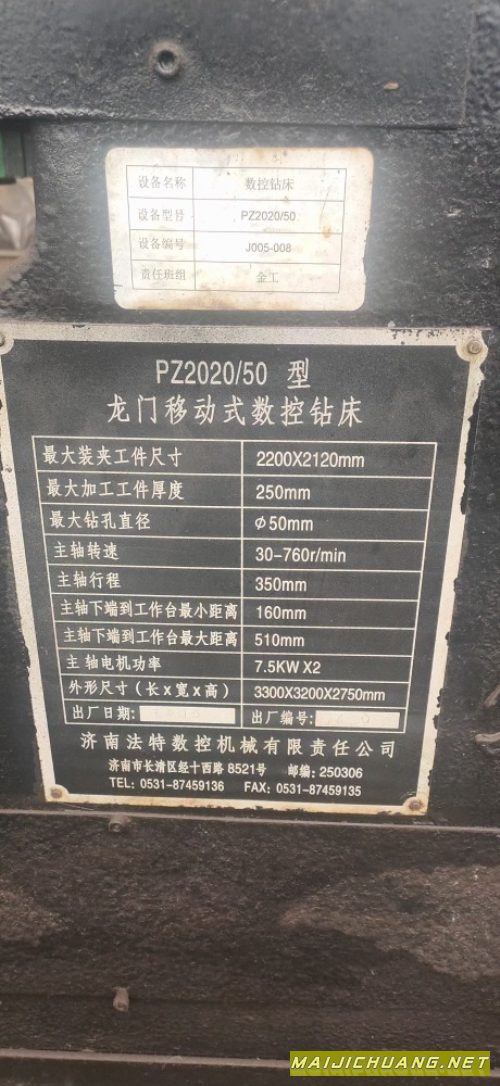 设备名称 数控钻床
设备型号 PZ2020/50
设备编号 J005-008
责任班组 金工
PZ2020/50 型
龙门移动式数控钻床
最大装夹工件尺寸 2200X2120mm
最大加工工件厚度 250mm
最大钻孔直径 φ50mm
主轴转速 30-760r/min
主轴行程 350mm
主轴下端到工作台最小距离 160mm
主轴下端到工作台最大距离 510mm
主轴电机功率 7.5KW X2
外形尺寸（长x宽x高） 3300X3200X2750mm
出厂日期: 出厂编号:
济南法特数控机械有限责任公司
济南市长清区经十西路8521号 邮编: 250306
TEL: 0531-87459136 FAX: 0531-87459135
MAIJICHUANG.NET